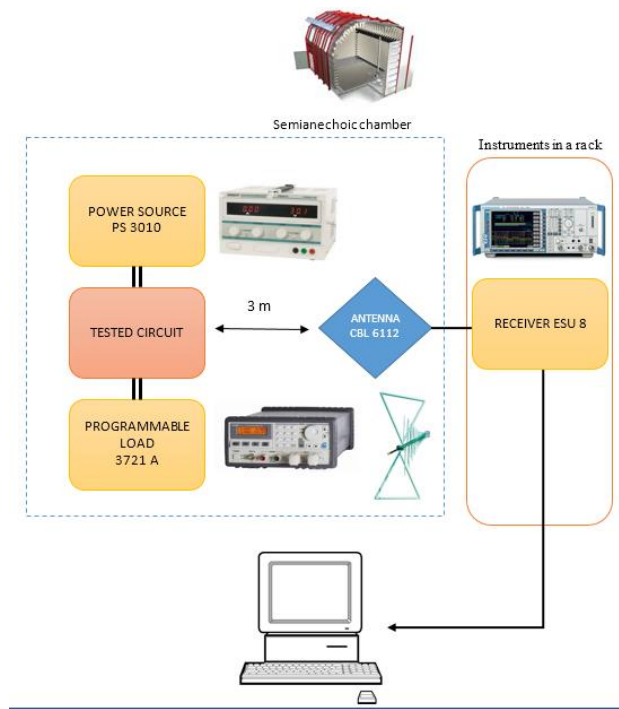 Semianechoic chamber
Instruments in a rack
POWER SOURCE
PS 3010
TESTED CIRCUIT
3 m
ANTENNA
CBL 6112
RECEIVER ESU 8
PROGRAMMABLE
LOAD
3721 A